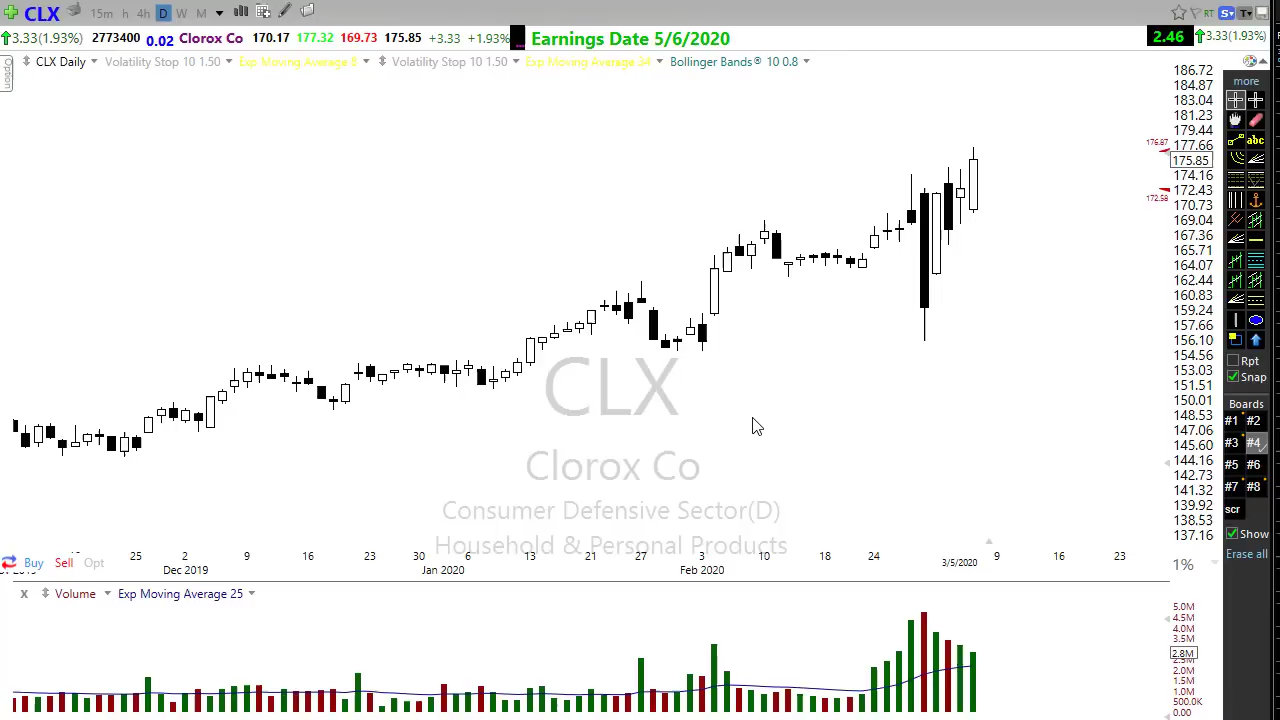 CLX 15m h 4h D W M RT S T
3.33(1.93%) 2773400 0.02 Clorox Co 170.17 177.32 169.73 175.85 +3.33 +1.93% Earnings Date 5/6/2020 2.46 3.33(1.93%)
Option CLX Daily Volatility Stop 10 1.50 Exp Moving Average 8 Volatility Stop 10 1.50 Exp Moving Average 34 Bollinger Bands® 10 0.8
186.72
184.87
183.04
181.23
179.44
177.66
176.87
175.85
174.16
172.43
172.58
170.73
169.04
167.36
165.71
164.07
162.44
160.83
159.24
157.66
156.10
154.56
153.03
151.51
150.01
148.53
147.06
145.60
144.16
142.73
141.32
139.92
138.53
137.16
more
abc
Rpt
Snap
Boards
#1 #2
#3 #4
#5 #6
#7 #8
scr
Show
Erase all
CLX
Clorox Co
Consumer Defensive Sector(D)
Household & Personal Products
25 2 9 16 23 30 6 13 21 27 3 10 18 24 9 16 23
Buy Sell Opt Dec 2019 Jan 2020 Feb 2020 3/5/2020 1%
x Volume Exp Moving Average 25
5.0M
4.5M
4.0M
3.5M
2.8M
2.5M
2.0M
1.5M
1.0M
500.0K
0.00